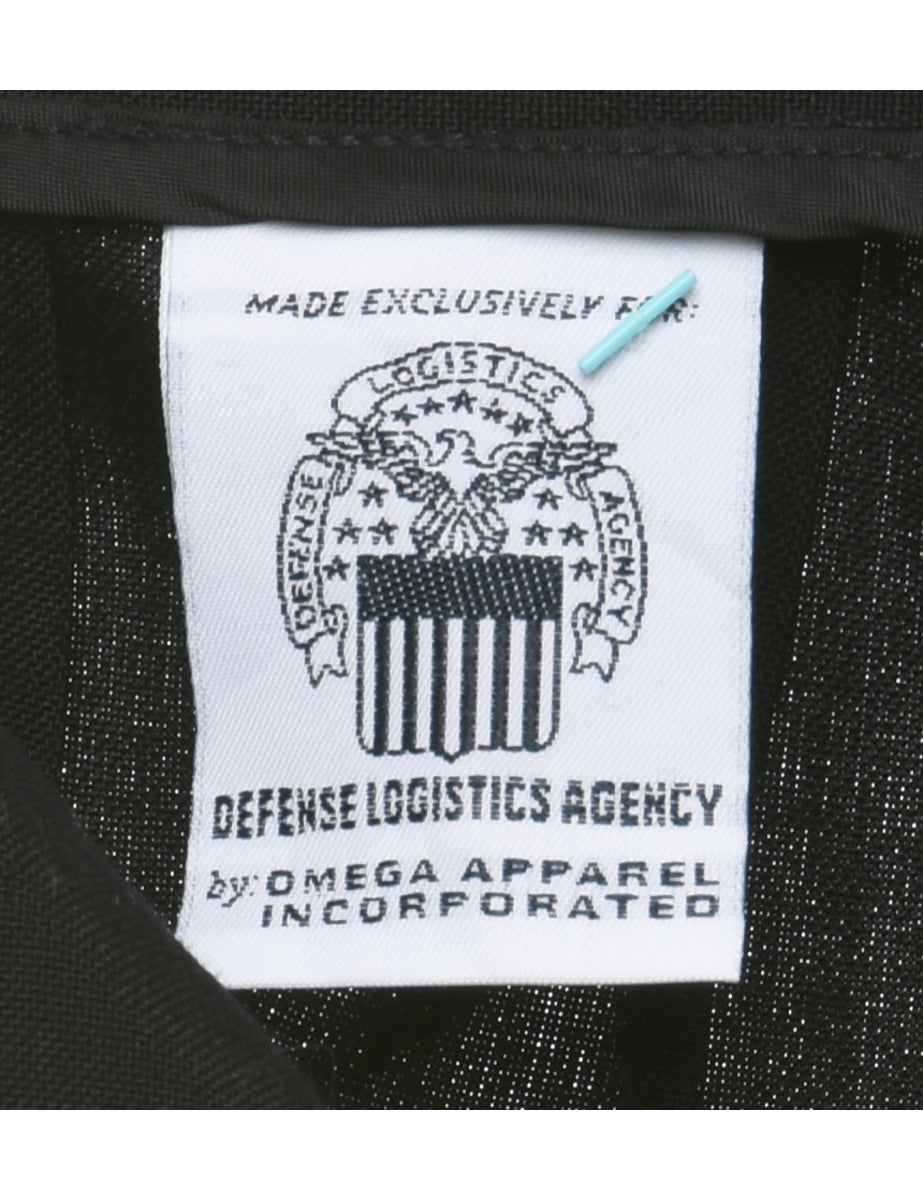 MADE EXCLUSIVELY FOR:
LOGISTICS
DEFENSE
AGENCY
DEFENSE LOGISTICS AGENCY
by: OMEGA APPAREL
INCORPORATED